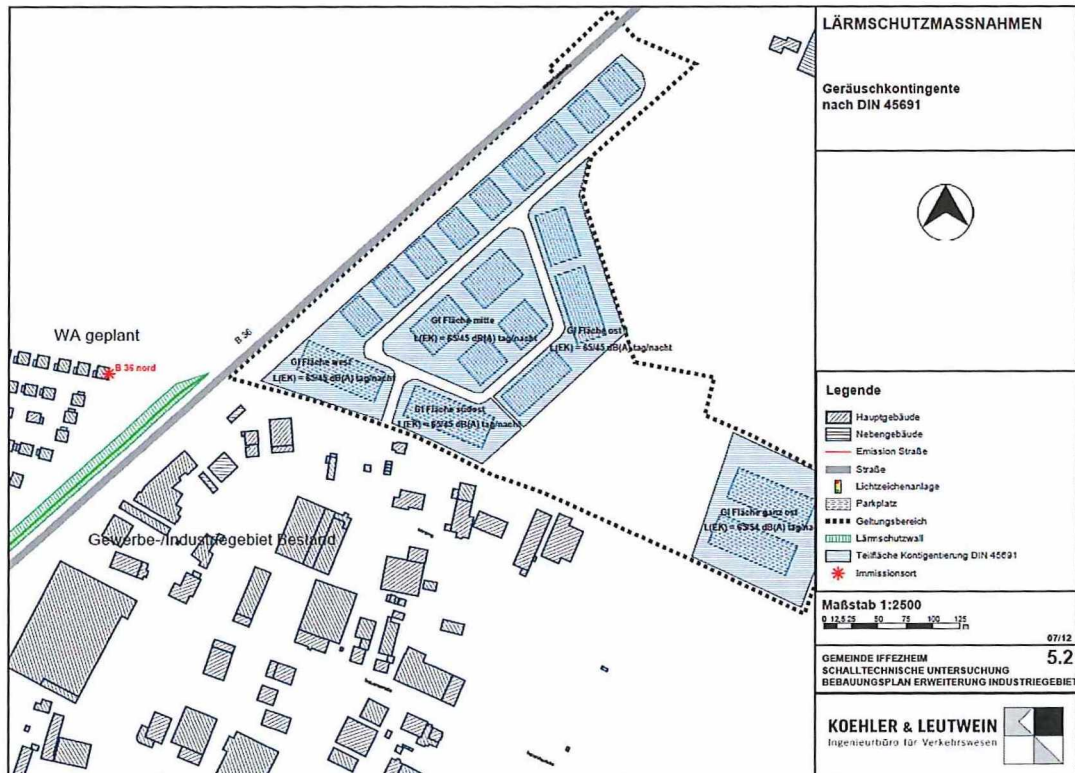 LÄRMSCHUTZMASSNAHMEN
Geräuschkontingente
nach DIN 45691
WA geplant
B 36 nord
B 36
GI Fläche mitte
L(EK) = 65/45 dB(A) tag/nacht
GI Fläche ost
L(EK) = 65/45 dB(A) tag/nacht
GI Fläche west
L(EK) = 65/45 dB(A) tag/nacht
GI Fläche südost
L(EK) = 65/45 dB(A) tag/nacht
GI Fläche ganz ost
dB(A) tag/na
Gewerbe-/Industriegebiet Bestand
Legende
Hauptgebäude
Nebengebäude
Emission Straße
Straße
Lichtzeichenanlage
Parkplatz
Geltungsbereich
Lärmschutzwall
Teilfläche Kontigentierung DIN 45691
Immissionsort
Maßstab 1:2500
0 12,5 25 50 75 100 125
m
07/12
5.2
GEMEINDE IFFEZHEIM
SCHALLTECHNISCHE UNTERSUCHUNG
BEBAUUNGSPLAN ERWEITERUNG INDUSTRIEGEBIET
KOEHLER & LEUTWEIN
Ingenieurbüro für Verkehrswesen